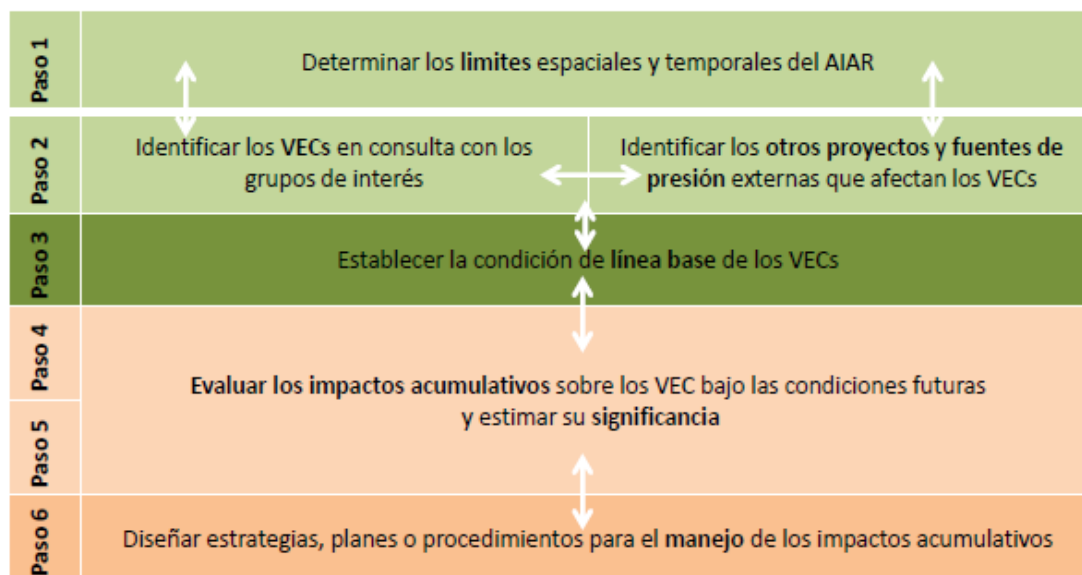 Paso 1
Determinar los limites espaciales y temporales del AIAR
Paso 2
Identificar los VECs en consulta con los
grupos de interés
Identificar los otros proyectos y fuentes de
presión externas que afectan los VECs
Paso 3
Establecer la condición de línea base de los VECs
Paso 4
Paso 5
Evaluar los impactos acumulativos sobre los VEC bajo las condiciones futuras
y estimar su significancia
Paso 6
Diseñar estrategias, planes o procedimientos para el manejo de los impactos acumulativos